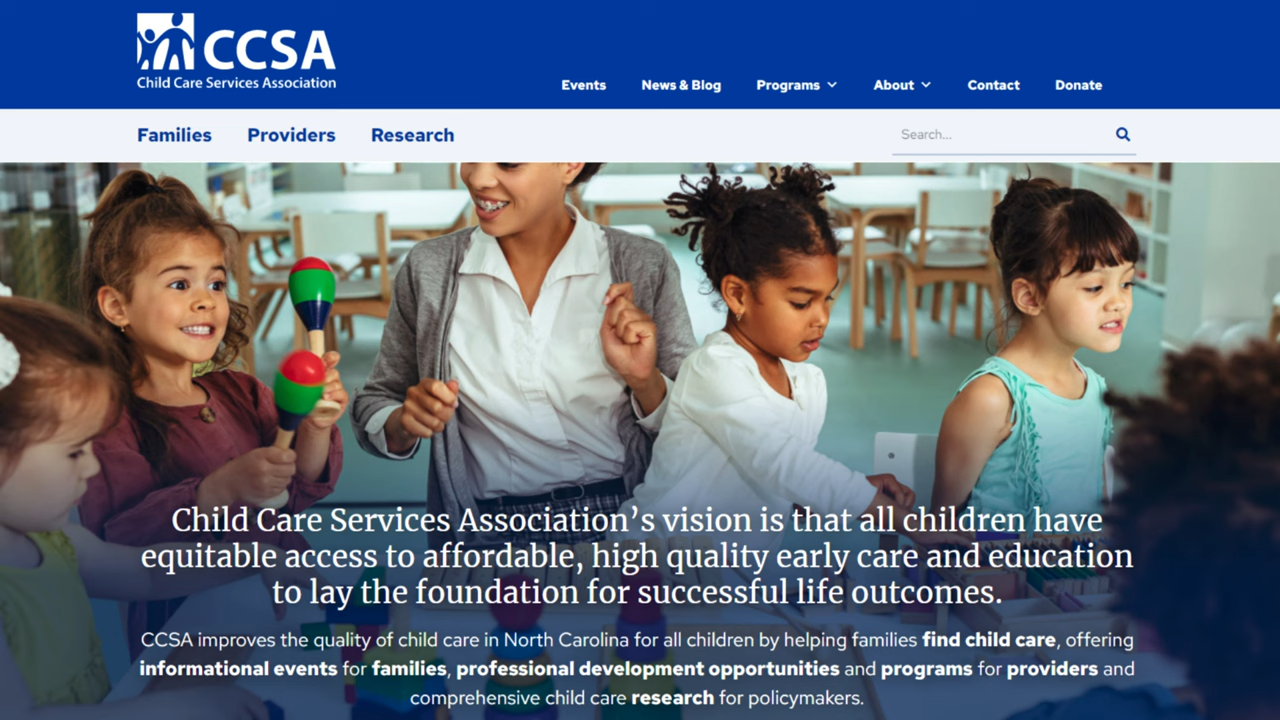 CCSA
Child Care Services Association
Events News & Blog Programs About Contact Donate
Families Providers Research
Search...
Child Care Services Association’s vision is that all children have
equitable access to affordable, high quality early care and education
to lay the foundation for successful life outcomes.
CCSA improves the quality of child care in North Carolina for all children by helping families find child care, offering
informational events for families, professional development opportunities and programs for providers and
comprehensive child care research for policymakers.